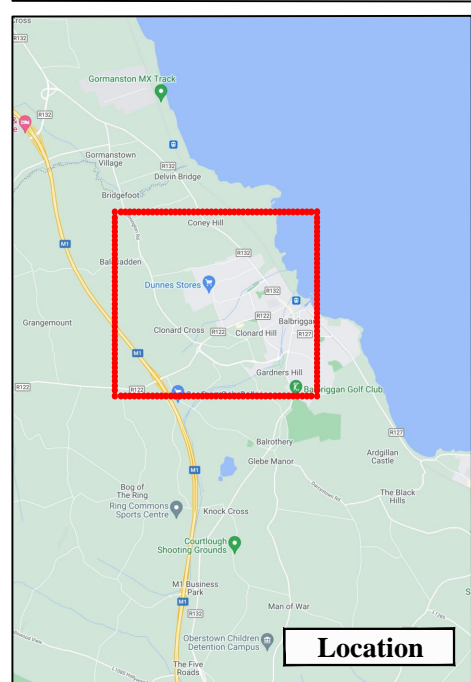 Cross
R132
Gormanston MX Track
R132
&
e
Gormanstown
Village
Delvin Bridge
Bridgefoot
Coney Hill
M1
R132
Dunnes Stores
R132
Grangemount
R122
Balbriggan
Clonard Cross
R122
Clonard Hill
R127
M1
Gardners Hill
R122
R122
Balbriggan Golf Club
Balrothery
R127
Glebe Manor
Ardgillan
Castle
M1
Bog of
The Ring
The Black
Hills
Ring Commons
Sports Centre
Knock Cross
Courtlough
Shooting Grounds
M1 Business
Park
M1
R132
Man of War
Oberstown Children
Detention Campus
Location
The Five
Roads